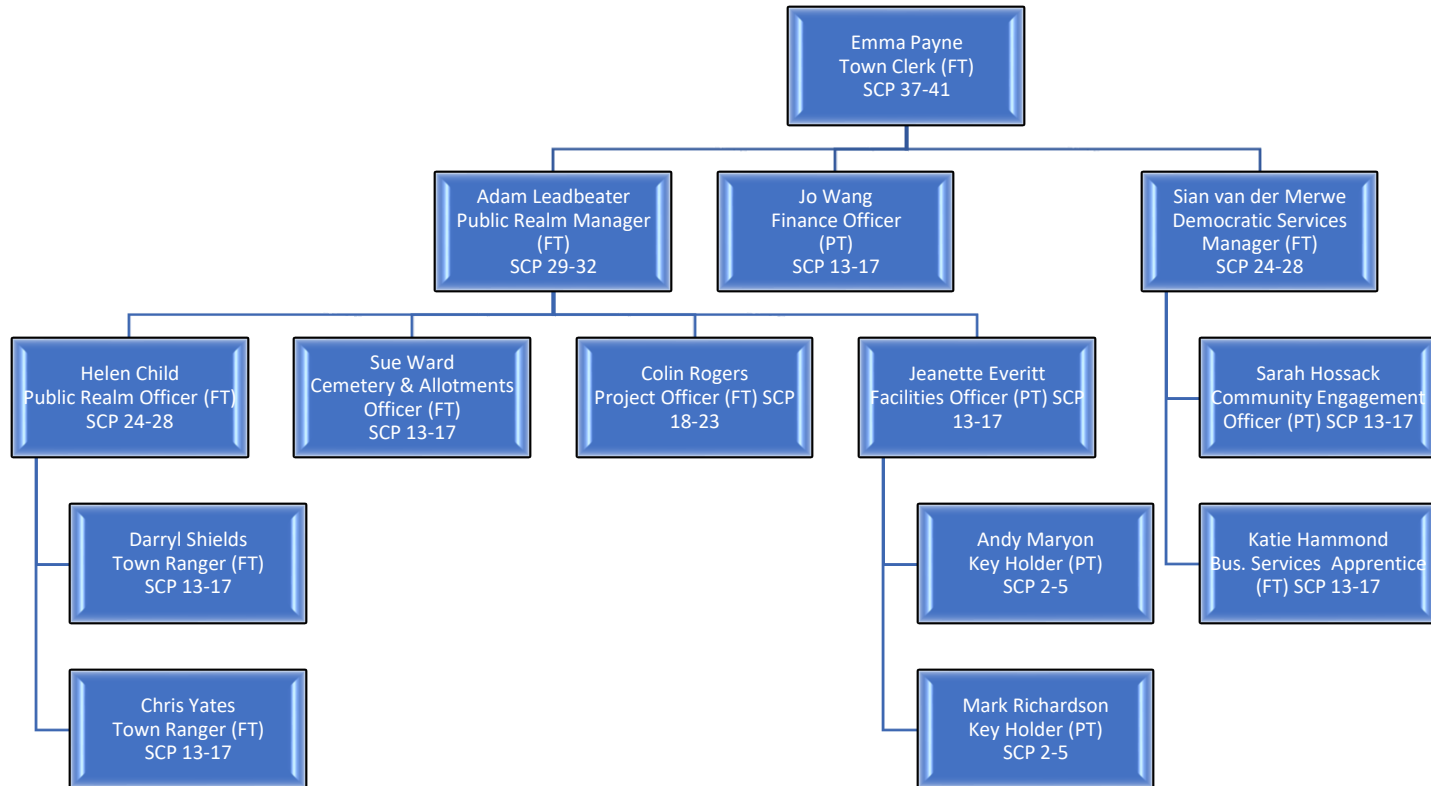 Emma Payne
Town Clerk (FT)
SCP 37-41
Adam Leadbeater
Public Realm Manager
(FT)
SCP 29-32
Jo Wang
Finance Officer
(PT)
SCP 13-17
Sian van der Merwe
Democratic Services
Manager (FT)
SCP 24-28
Helen Child
Public Realm Officer (FT)
SCP 24-28
Sue Ward
Cemetery & Allotments
Officer (FT)
SCP 13-17
Colin Rogers
Project Officer (FT) SCP
18-23
Jeanette Everitt
Facilities Officer (PT) SCP
13-17
Sarah Hossack
Community Engagement
Officer (PT) SCP 13-17
Darryl Shields
Town Ranger (FT)
SCP 13-17
Andy Maryon
Key Holder (PT)
SCP 2-5
Katie Hammond
Bus. Services Apprentice
(FT) SCP 13-17
Chris Yates
Town Ranger (FT)
SCP 13-17
Mark Richardson
Key Holder (PT)
SCP 2-5